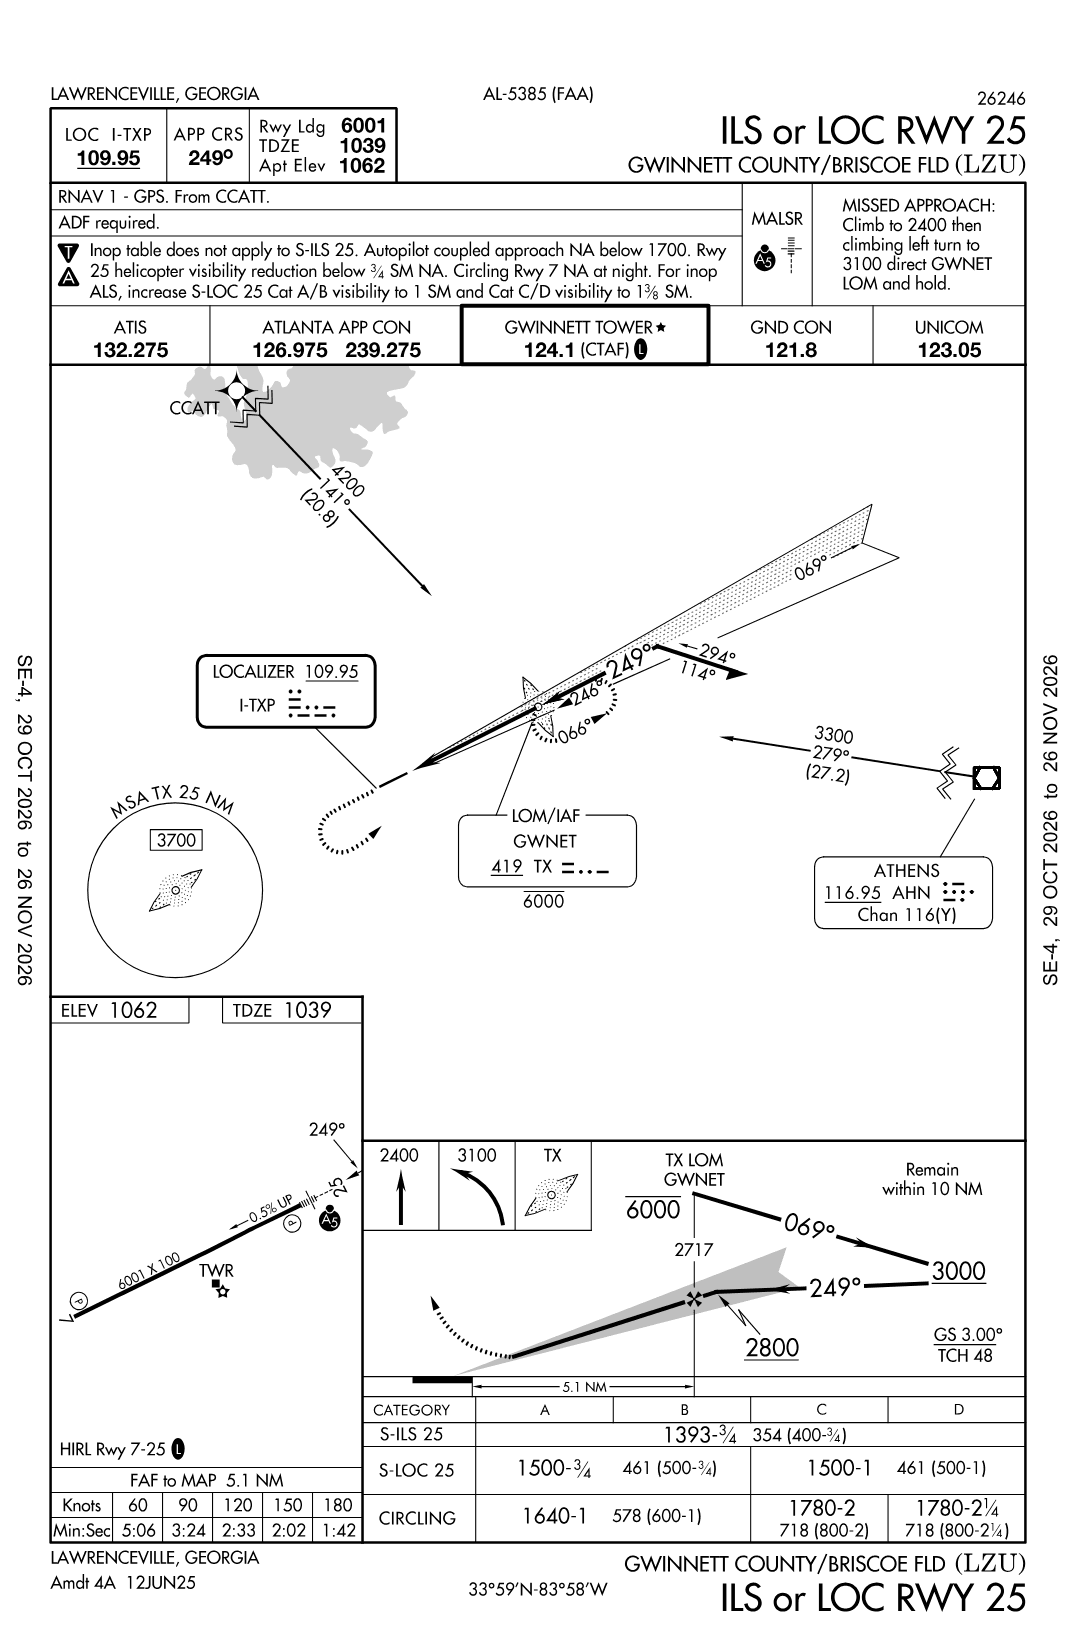 LAWRENCEVILLE, GEORGIA
AL-5385 (FAA)
26246
LOC I-TXP
109.95
APP CRS
249°
Rwy Ldg 6001
TDZE 1039
Apt Elev 1062
ILS or LOC RWY 25
GWINNETT COUNTY/BRISCOE FLD (LZU)
RNAV 1 - GPS. From CCATT.
ADF required.
T
A
Inop table does not apply to S-ILS 25. Autopilot coupled approach NA below 1700. Rwy
25 helicopter visibility reduction below ¾ SM NA. Circling Rwy 7 NA at night. For inop
ALS, increase S-LOC 25 Cat A/B visibility to 1 SM and Cat C/D visibility to 1⅜ SM.
MALSR
A5
MISSED APPROACH:
Climb to 2400 then
climbing left turn to
3100 direct GWNET
LOM and hold.
ATIS
132.275
ATLANTA APP CON
126.975 239.275
GWINNETT TOWER★
124.1 (CTAF) L
GND CON
121.8
UNICOM
123.05
CCATT
4200
141°
(20.8)
069°
249°
294°
114°
246°
066°
LOCALIZER 109.95
I-TXP
3300
279°
(27.2)
MSA TX 25 NM
3700
LOM/IAF
GWNET
419 TX
6000
ATHENS
116.95 AHN
Chan 116(Y)
SE-4, 29 OCT 2026 to 26 NOV 2026
SE-4, 29 OCT 2026 to 26 NOV 2026
ELEV 1062
TDZE 1039
249°
25
0.5% UP
P
A5
6001 X 100
TWR
P
7
HIRL Rwy 7-25 L
FAF to MAP 5.1 NM
Knots 60 90 120 150 180
Min:Sec 5:06 3:24 2:33 2:02 1:42
2400
3100
TX
TX LOM
GWNET
6000
Remain
within 10 NM
069°
2717
3000
249°
2800
GS 3.00°
TCH 48
5.1 NM
CATEGORY A B C D
S-ILS 25 1393-¾ 354 (400-¾)
S-LOC 25 1500-¾ 461 (500-¾) 1500-1 461 (500-1)
CIRCLING 1640-1 578 (600-1) 1780-2 718 (800-2) 1780-2¼ 718 (800-2¼)
LAWRENCEVILLE, GEORGIA
Amdt 4A 12JUN25
33°59'N-83°58'W
GWINNETT COUNTY/BRISCOE FLD (LZU)
ILS or LOC RWY 25